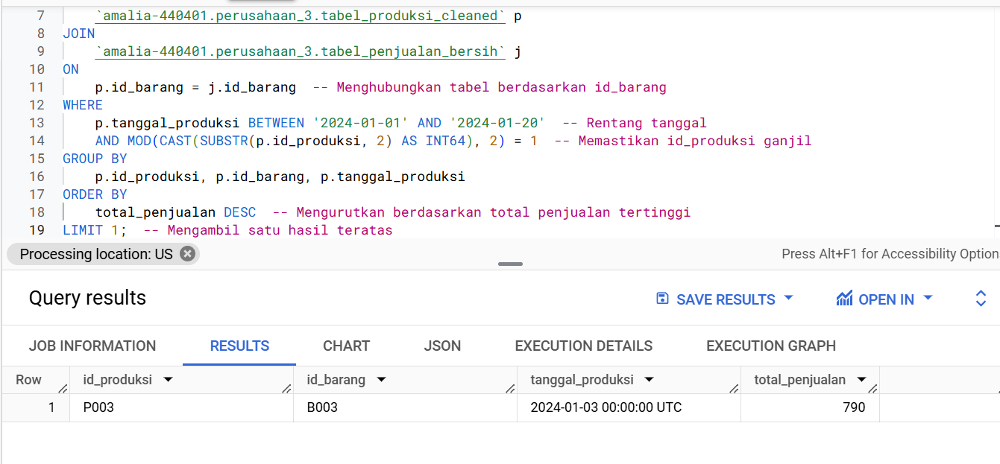 7 `amalia-440401.perusahaan_3.tabel_produksi_cleaned` p
8 JOIN
9 `amalia-440401.perusahaan_3.tabel_penjualan_bersih` j
10 ON
11 p.id_barang = j.id_barang -- Menghubungkan tabel berdasarkan id_barang
12 WHERE
13 p.tanggal_produksi BETWEEN '2024-01-01' AND '2024-01-20' -- Rentang tanggal
14 AND MOD(CAST(SUBSTR(p.id_produksi, 2) AS INT64), 2) = 1 -- Memastikan id_produksi ganjil
15 GROUP BY
16 p.id_produksi, p.id_barang, p.tanggal_produksi
17 ORDER BY
18 total_penjualan DESC -- Mengurutkan berdasarkan total penjualan tertinggi
19 LIMIT 1; -- Mengambil satu hasil teratas
Processing location: US Press Alt+F1 for Accessibility Option
Query results SAVE RESULTS OPEN IN
JOB INFORMATION RESULTS CHART JSON EXECUTION DETAILS EXECUTION GRAPH
Row id_produksi id_barang tanggal_produksi total_penjualan
1 P003 B003 2024-01-03 00:00:00 UTC 790